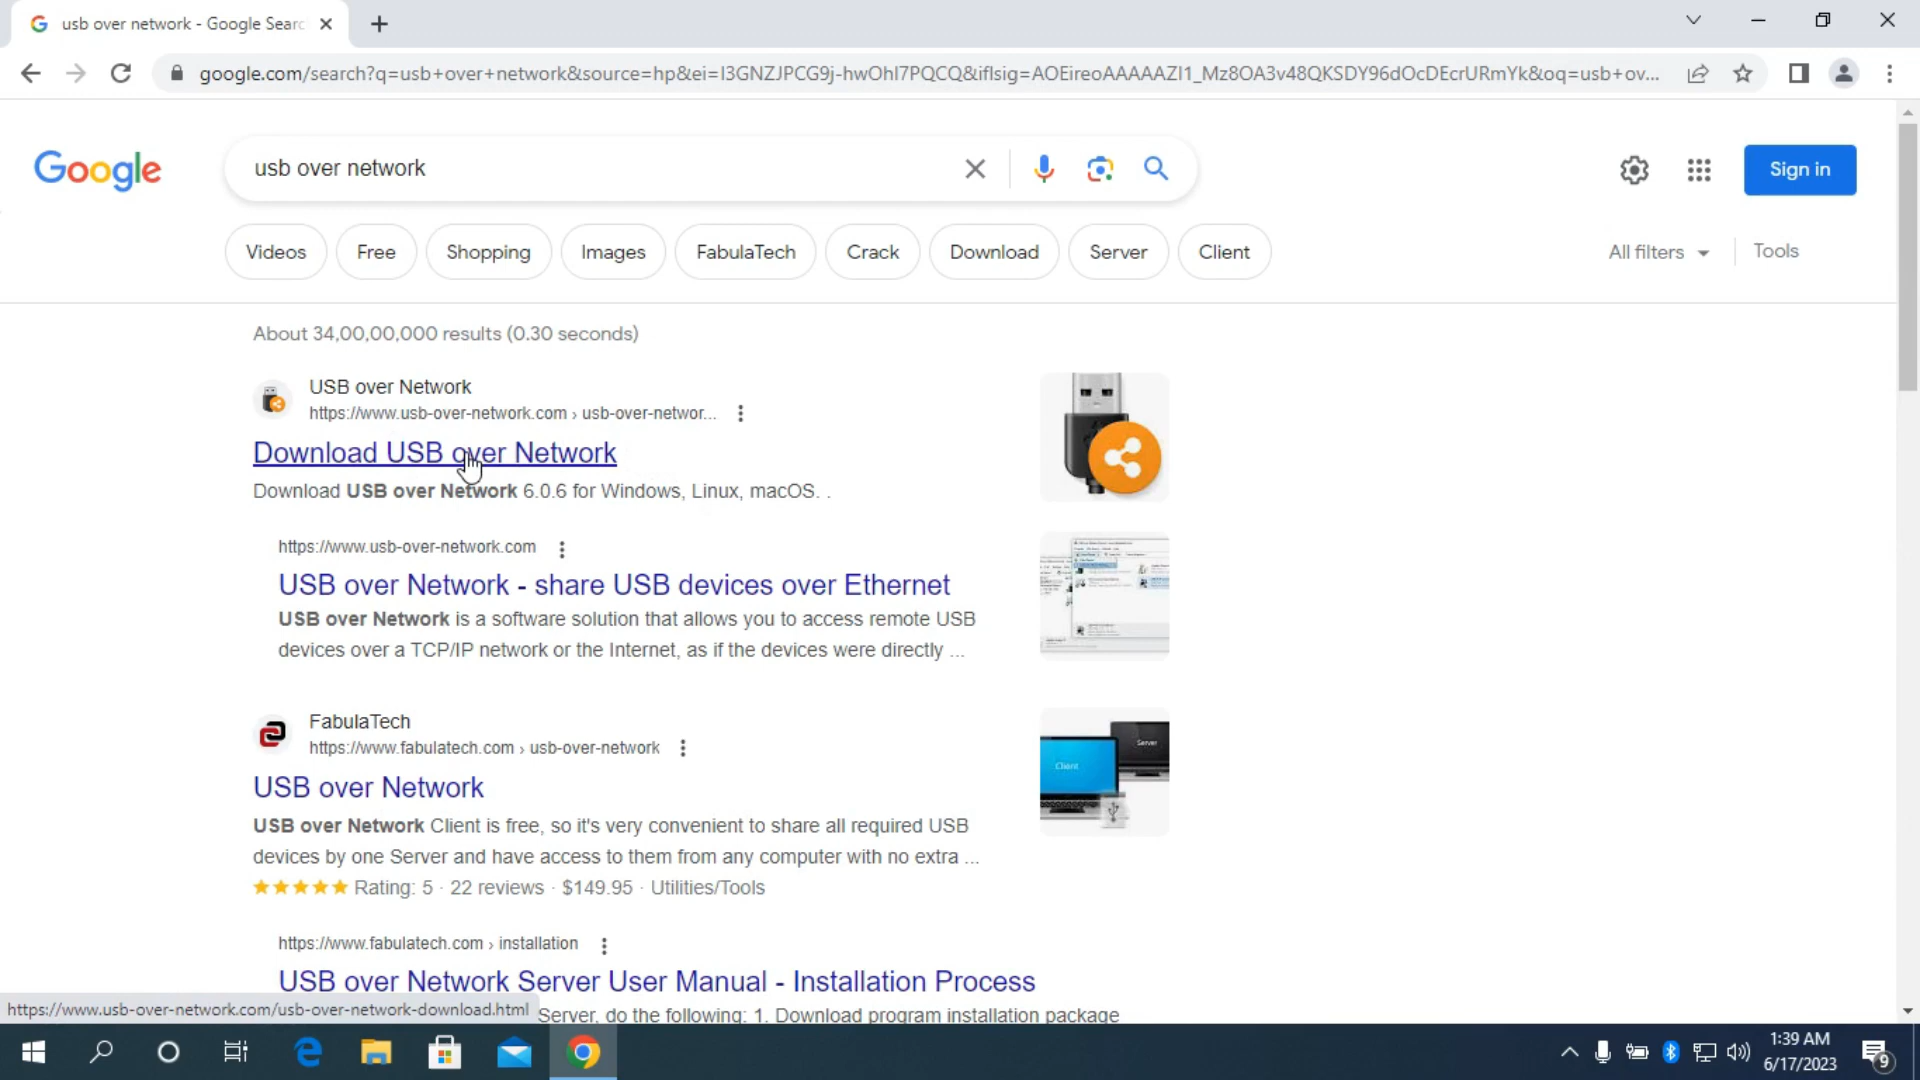 usb over network - Google Searc
google.com/search?q=usb+over+network&source=hp&ei=I3GNZJPCG9j-hwOhI7PQCQ&iflsig=AOEireoAAAAAZI1_Mz8OA3v48QKSDY96dOcDEcrURmYk&oq=usb+ov...
Google
usb over network
Sign in
Videos
Free
Shopping
Images
FabulaTech
Crack
Download
Server
Client
All filters
Tools
About 34,00,00,000 results (0.30 seconds)
USB over Network
https://www.usb-over-network.com › usb-over-networ...
Download USB over Network
Download USB over Network 6.0.6 for Windows, Linux, macOS. .
https://www.usb-over-network.com
USB over Network - share USB devices over Ethernet
USB over Network is a software solution that allows you to access remote USB
devices over a TCP/IP network or the Internet, as if the devices were directly ...
FabulaTech
https://www.fabulatech.com › usb-over-network
USB over Network
USB over Network Client is free, so it's very convenient to share all required USB
devices by one Server and have access to them from any computer with no extra ...
Rating: 5 · 22 reviews · $149.95 · Utilities/Tools
Client
Server
https://www.fabulatech.com › installation
USB over Network Server User Manual - Installation Process
Server, do the following: 1. Download program installation package
https://www.usb-over-network.com/usb-over-network-download.html
1:39 AM
6/17/2023
9